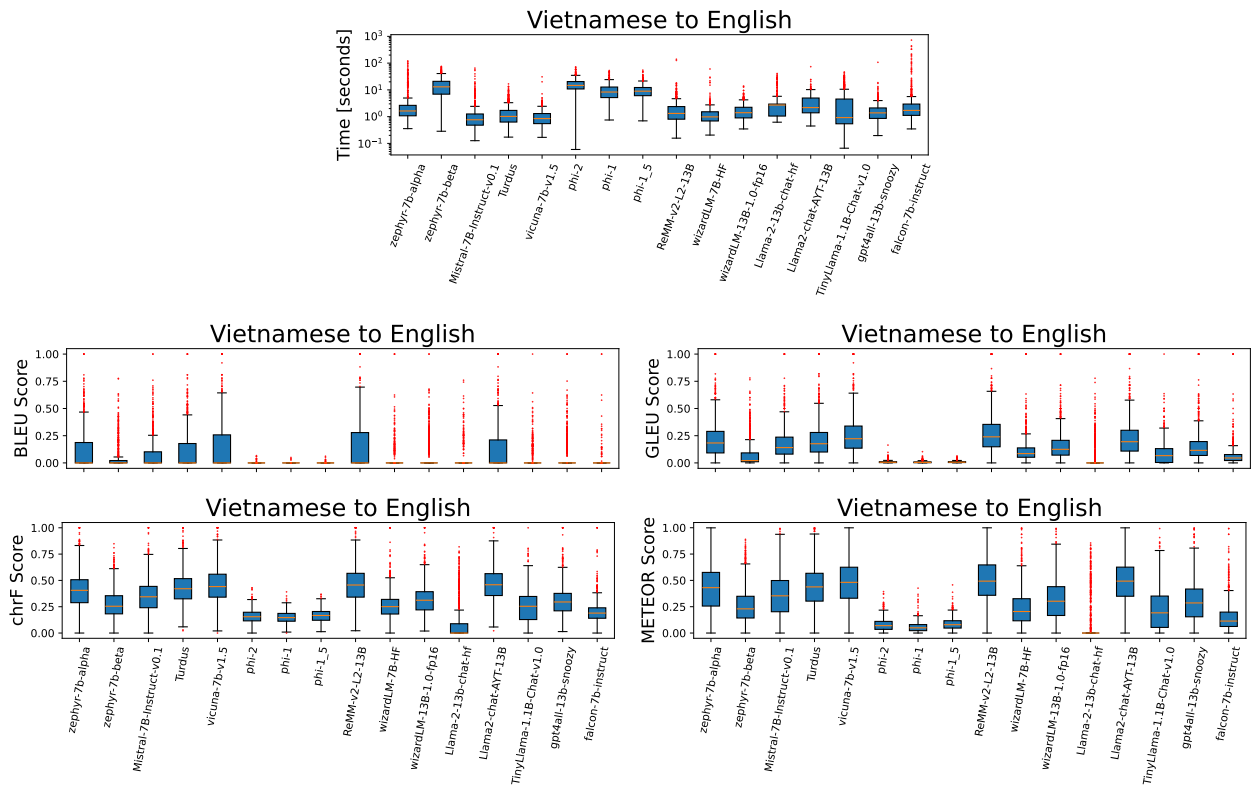 Vietnamese to English
Time [seconds]
10³
10²
10¹
10⁰
10⁻¹
zephyr-7b-alpha
zephyr-7b-beta
Mistral-7B-Instruct-v0.1
Turdus
vicuna-7b-v1.5
phi-2
phi-1
phi-1_5
ReMM-v2-L2-13B
wizardLM-7B-HF
wizardLM-13B-1.0-fp16
Llama-2-13b-chat-hf
Llama2-chat-AYT-13B
TinyLlama-1.1B-Chat-v1.0
gpt4all-13b-snoozy
falcon-7b-instruct
Vietnamese to English
BLEU Score
1.00
0.75
0.50
0.25
0.00
Vietnamese to English
GLEU Score
1.00
0.75
0.50
0.25
0.00
Vietnamese to English
chrF Score
1.00
0.75
0.50
0.25
0.00
zephyr-7b-alpha
zephyr-7b-beta
Mistral-7B-Instruct-v0.1
Turdus
vicuna-7b-v1.5
phi-2
phi-1
phi-1_5
ReMM-v2-L2-13B
wizardLM-7B-HF
wizardLM-13B-1.0-fp16
Llama-2-13b-chat-hf
Llama2-chat-AYT-13B
TinyLlama-1.1B-Chat-v1.0
gpt4all-13b-snoozy
falcon-7b-instruct
Vietnamese to English
METEOR Score
1.00
0.75
0.50
0.25
0.00
zephyr-7b-alpha
zephyr-7b-beta
Mistral-7B-Instruct-v0.1
Turdus
vicuna-7b-v1.5
phi-2
phi-1
phi-1_5
ReMM-v2-L2-13B
wizardLM-7B-HF
wizardLM-13B-1.0-fp16
Llama-2-13b-chat-hf
Llama2-chat-AYT-13B
TinyLlama-1.1B-Chat-v1.0
gpt4all-13b-snoozy
falcon-7b-instruct